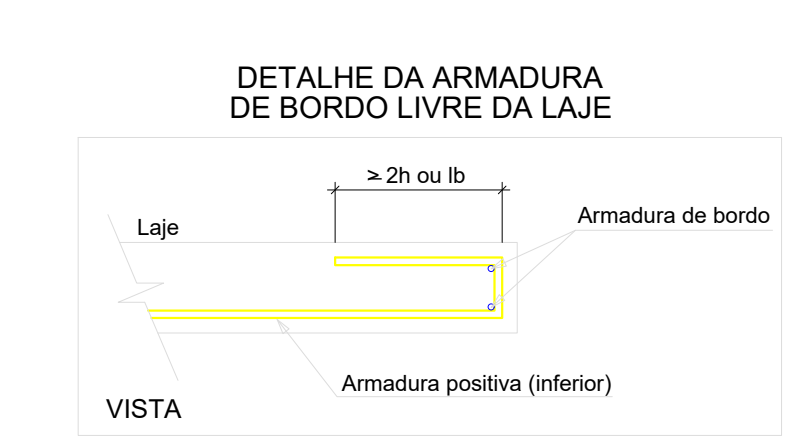 DETALHE DA ARMADURA
DE BORDO LIVRE DA LAJE
≥ 2h ou lb
Armadura de bordo
Laje
Armadura positiva (inferior)
VISTA